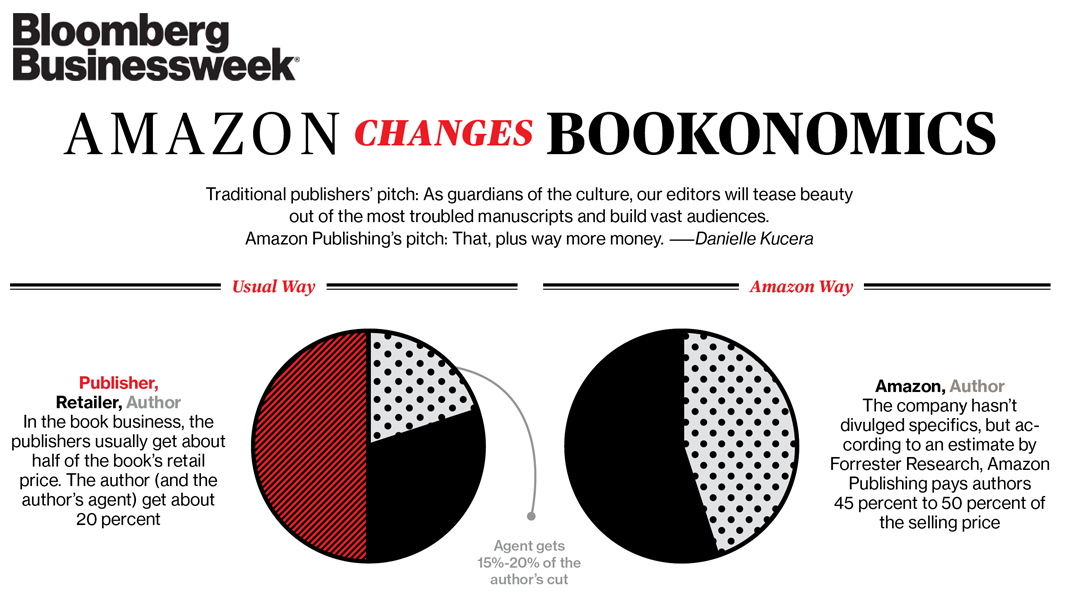 Bloomberg
Businessweek®
AMAZON CHANGES BOOKONOMICS
Traditional publishers’ pitch: As guardians of the culture, our editors will tease beauty
out of the most troubled manuscripts and build vast audiences.
Amazon Publishing’s pitch: That, plus way more money. —Danielle Kucera
Usual Way
Publisher,
Retailer, Author
In the book business, the
publishers usually get about
half of the book’s retail
price. The author (and the
author’s agent) get about
20 percent
Agent gets
15%-20% of the
author’s cut
Amazon Way
Amazon, Author
The company hasn’t
divulged specifics, but ac-
cording to an estimate by
Forrester Research, Amazon
Publishing pays authors
45 percent to 50 percent of
the selling price